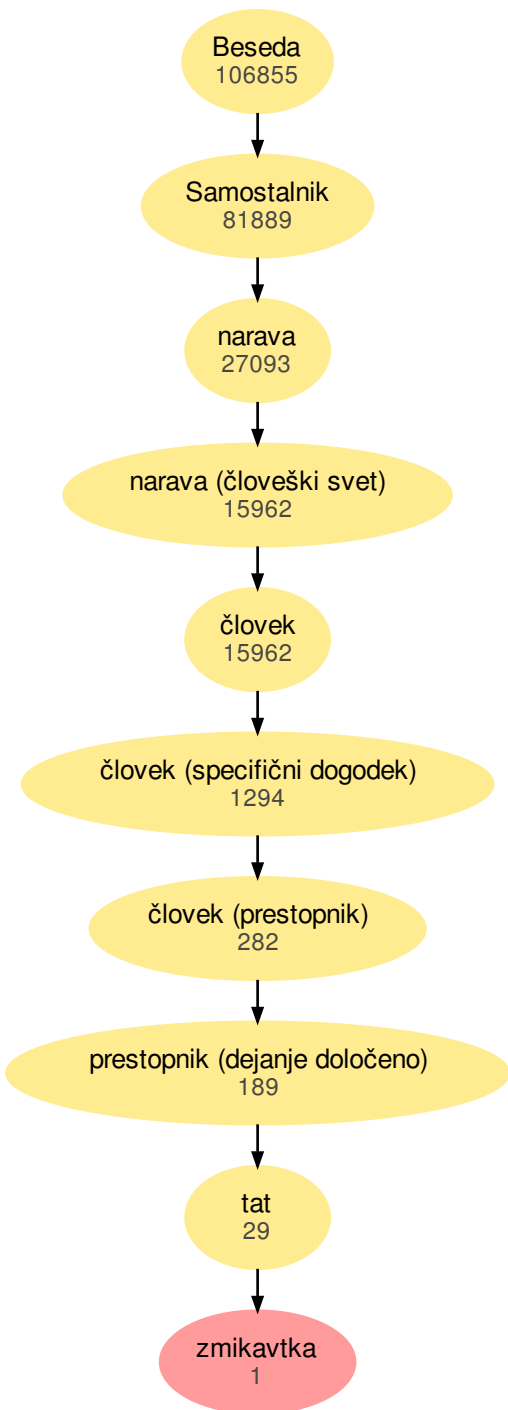 Beseda
106855
Samostalnik
81889
narava
27093
narava (človeški svet)
15962
človek
15962
človek (specifični dogodek)
1294
človek (prestopnik)
282
prestopnik (dejanje določeno)
189
tat
29
zmikavtka
1